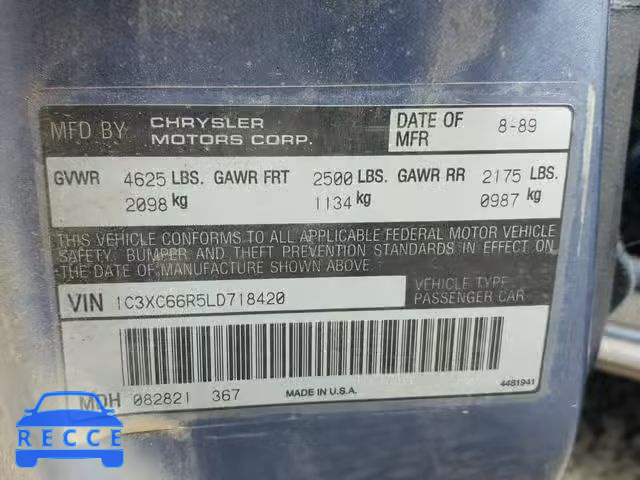 MFD BY CHRYSLER MOTORS CORP. DATE OF MFR 8-89
GVWR 4625 LBS. GAWR FRT 2500 LBS. GAWR RR 2175 LBS.
2098 kg 1134 kg 0987 kg
THIS VEHICLE CONFORMS TO ALL APPLICABLE FEDERAL MOTOR VEHICLE
SAFETY, BUMPER AND THEFT PREVENTION STANDARDS IN EFFECT ON
THE DATE OF MANUFACTURE SHOWN ABOVE.
VIN 1C3XC66R5LD718420 VEHICLE TYPE PASSENGER CAR
MDH 082821 367 MADE IN U.S.A. 4481941
RECCE